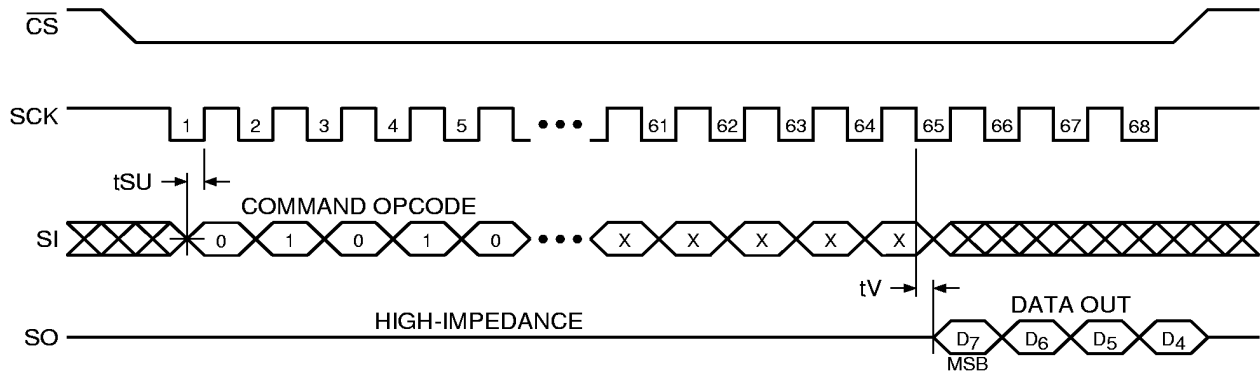 CS
SCK 1 2 3 4 5 ••• 61 62 63 64 65 66 67 68
tSU
COMMAND OPCODE
SI 0 1 0 1 0 ••• X X X X X
tV
DATA OUT
HIGH-IMPEDANCE
SO D7 D6 D5 D4
MSB